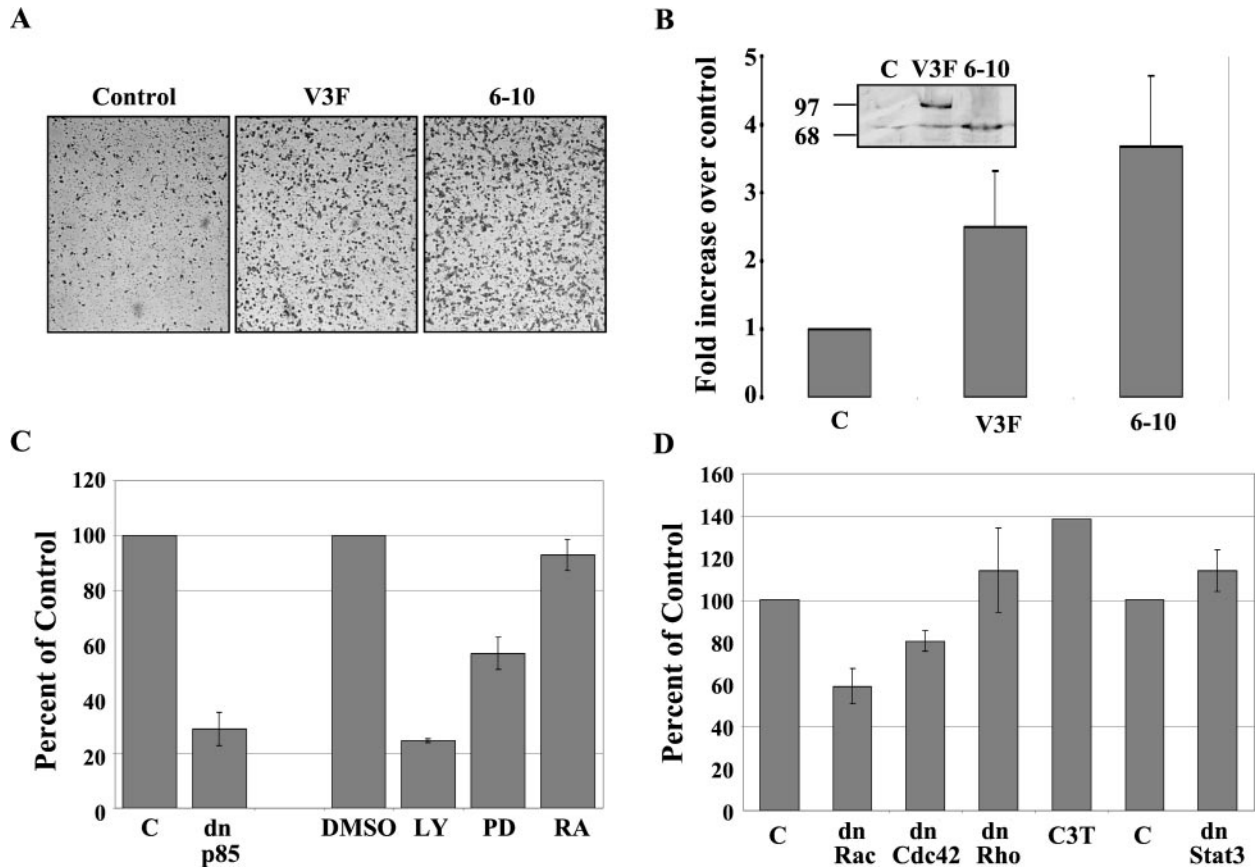 A
Control V3F 6-10
B
Fold increase over control
5
4
3
2
1
0
C V3F 6-10
97
68
C V3F 6-10
C
Percent of Control
120
100
80
60
40
20
0
C dn DMSO LY PD RA
p85
D
Percent of Control
160
140
120
100
80
60
40
20
0
C dn dn dn C3T C dn
Rac Cdc42 Rho Stat3